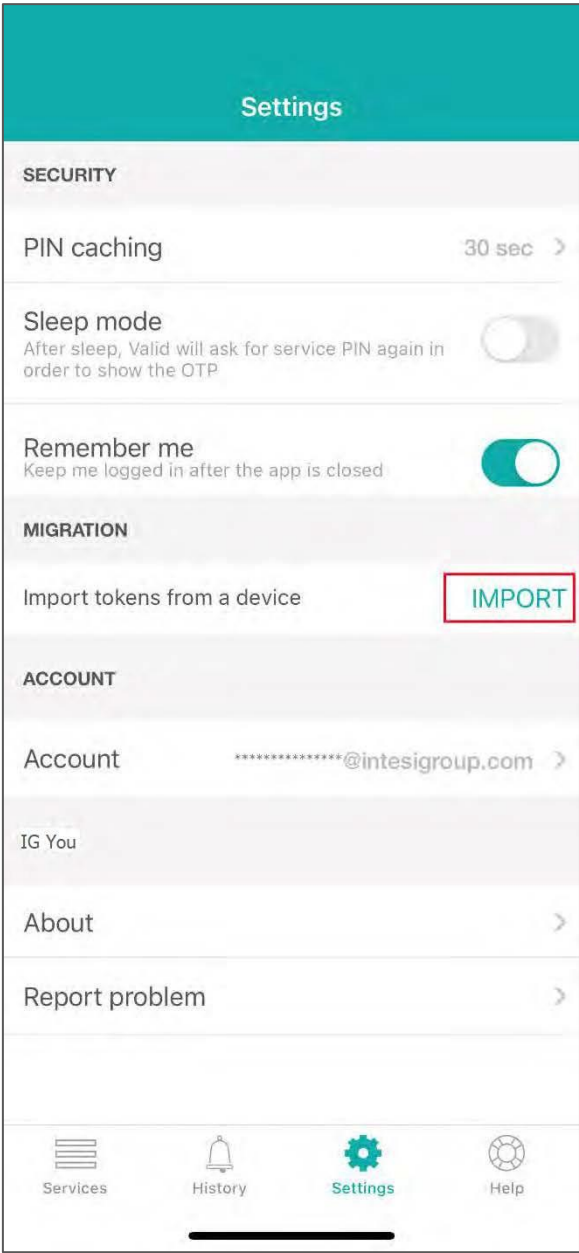 Settings
SECURITY
PIN caching 30 sec
Sleep mode
After sleep, Valid will ask for service PIN again in
order to show the OTP
Remember me
Keep me logged in after the app is closed
MIGRATION
Import tokens from a device IMPORT
ACCOUNT
Account ***************@intesigroup.com
IG You
About
Report problem
Services History Settings Help